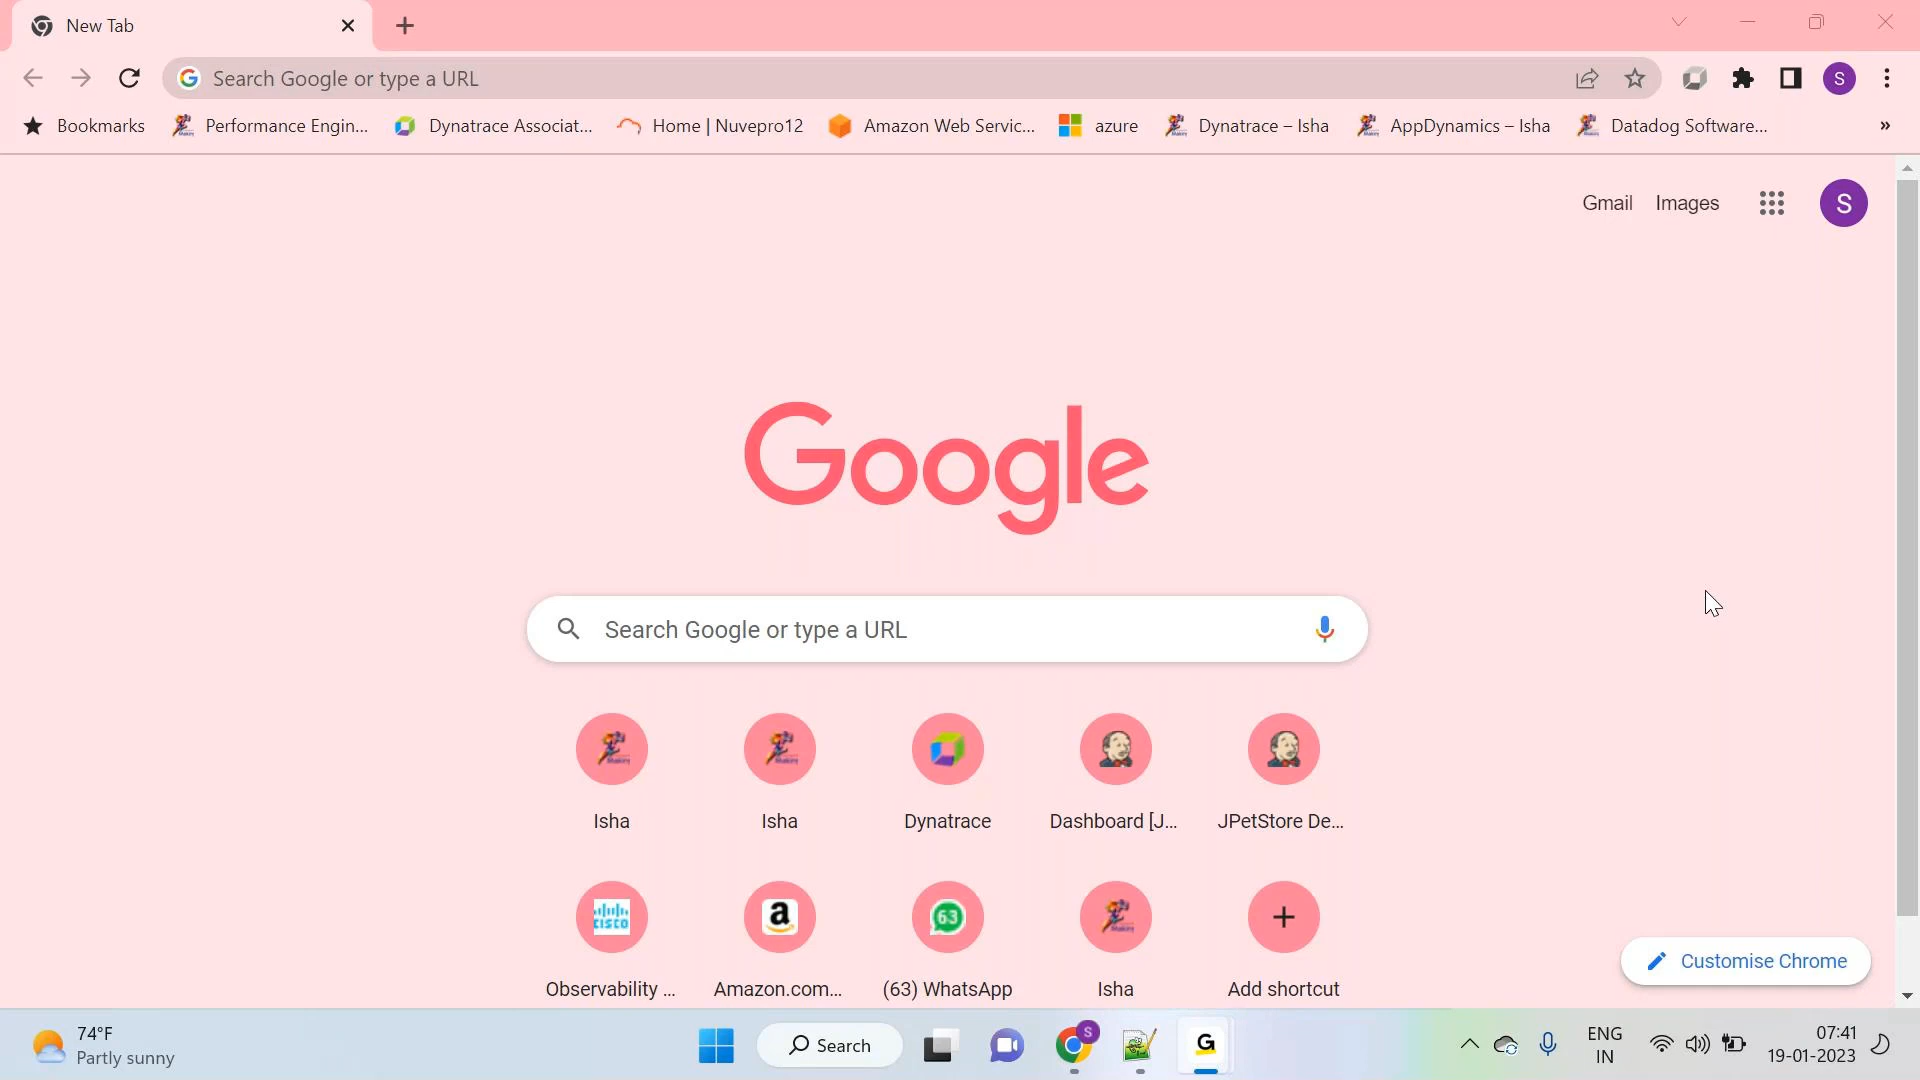 New Tab
Search Google or type a URL
S
Bookmarks
Performance Engin...
Dynatrace Associat...
Home | Nuvepro12
Amazon Web Servic...
azure
Dynatrace – Isha
AppDynamics – Isha
Datadog Software...
»
Gmail
Images
S
Google
Search Google or type a URL
Isha
Isha
Dynatrace
Dashboard [J...
JPetStore De...
CISCO
a
63
Observability ...
Amazon.com...
(63) WhatsApp
Isha
Add shortcut
Customise Chrome
74°F
Partly sunny
Search
S
G
ENG
IN
07:41
19-01-2023